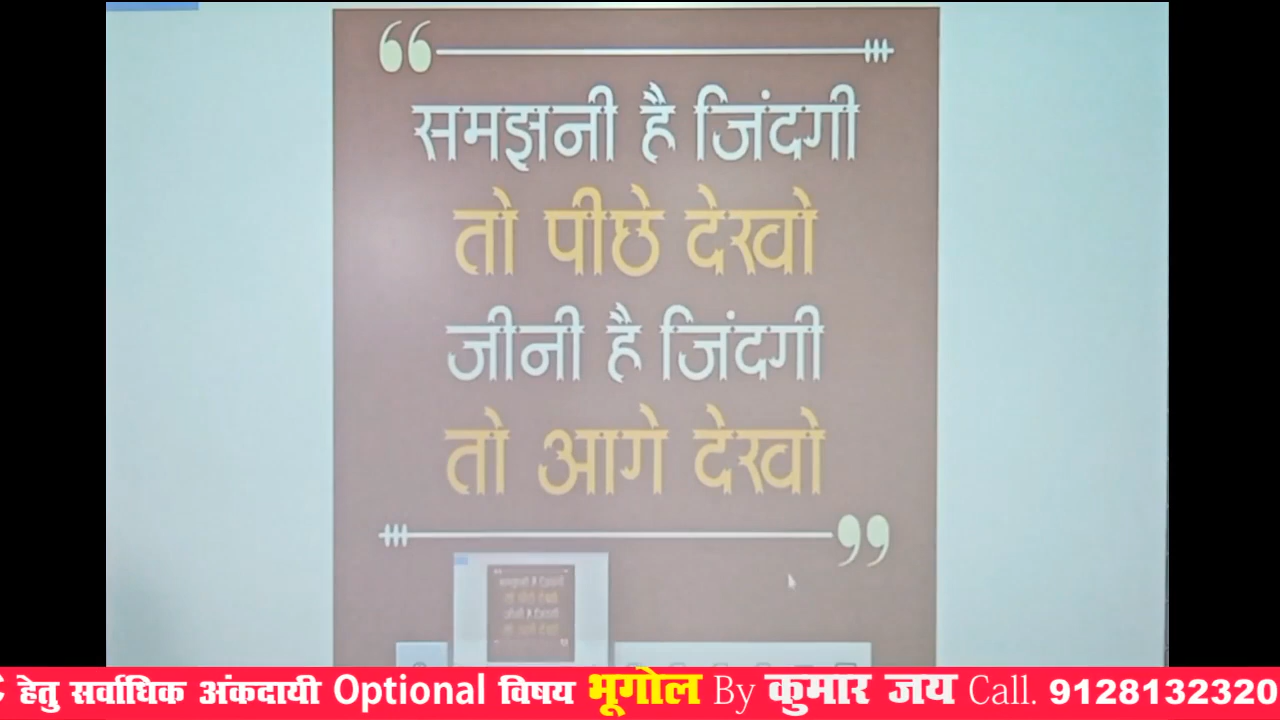 समझनी है जिंदगी
तो पीछे देखो
जीनी है जिंदगी
तो आगे देखो
हेतु सर्वाधिक अंकदायी Optional विषय भूगोल By कुमार जय Call. 9128132320